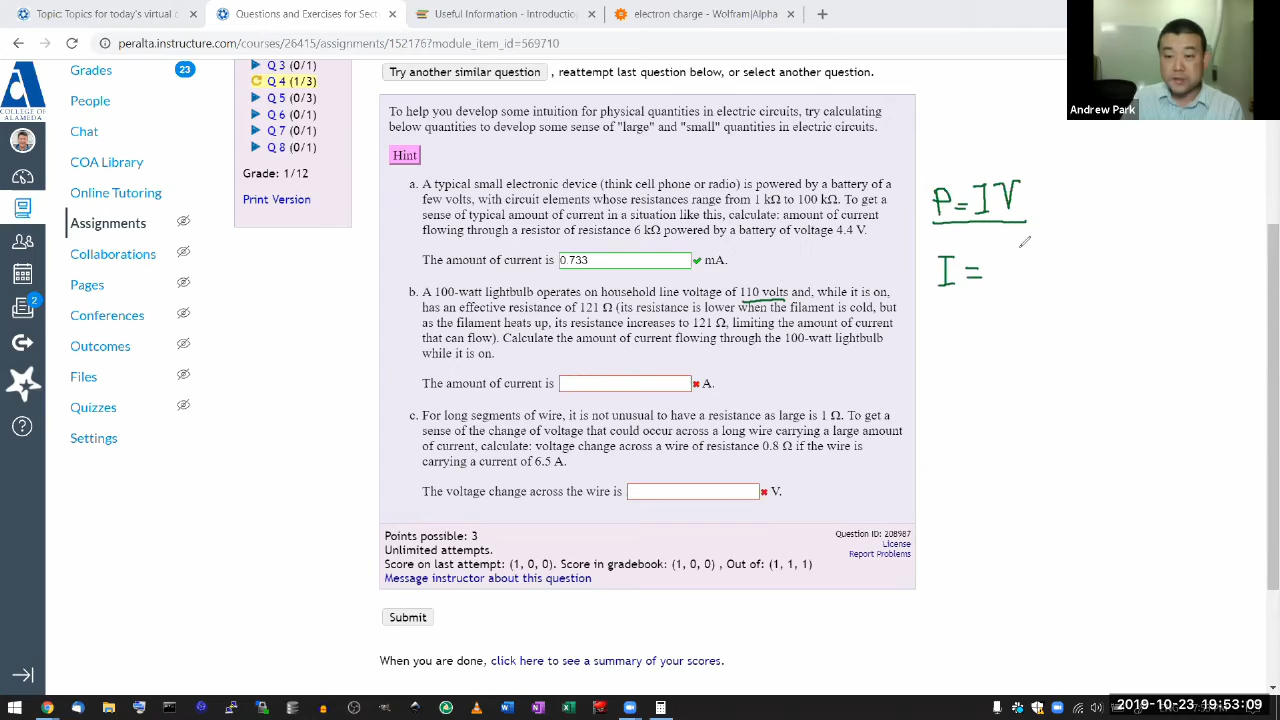 Topic: Topics for today's virtual c
Questions and Exercises for Sect
Useful Information - Introduction
electron charge - Wolfram|Alpha
peralta.instructure.com/courses/26415/assignments/152176?module_item_id=569710
Andrew Park
COLLEGE OF
ALAMEDA
2
Grades
23
People
Chat
COA Library
Online Tutoring
Assignments
Collaborations
Pages
Conferences
Outcomes
Files
Quizzes
Settings
Q 3 (0/1)
Q 4 (1/3)
Q 5 (0/3)
Q 6 (0/1)
Q 7 (0/1)
Q 8 (0/1)
Grade: 1/12
Print Version
Try another similar question , reattempt last question below, or select another question.
To help you develop some intuition for physical quantities in electric circuits, try calculating
below quantities to develop some sense of "large" and "small" quantities in electric circuits.
Hint
a. A typical small electronic device (think cell phone or radio) is powered by a battery of a
few volts, with circuit elements whose resistances range from 1 kΩ to 100 kΩ. To get a
sense of typical amount of current in a situation like this, calculate: amount of current
flowing through a resistor of resistance 6 kΩ powered by a battery of voltage 4.4 V.
The amount of current is 0.733 mA.
b. A 100-watt lightbulb operates on household line voltage of 110 volts and, while it is on,
has an effective resistance of 121 Ω (its resistance is lower when the filament is cold, but
as the filament heats up, its resistance increases to 121 Ω, limiting the amount of current
that can flow). Calculate the amount of current flowing through the 100-watt lightbulb
while it is on.
The amount of current is A.
c. For long segments of wire, it is not unusual to have a resistance as large is 1 Ω. To get a
sense of the change of voltage that could occur across a long wire carrying a large amount
of current, calculate: voltage change across a wire of resistance 0.8 Ω if the wire is
carrying a current of 6.5 A.
The voltage change across the wire is V.
Points possible: 3
Unlimited attempts.
Score on last attempt: (1, 0, 0). Score in gradebook: (1, 0, 0) , Out of: (1, 1, 1)
Message instructor about this question
Question ID: 208987
License
Report Problems
Submit
When you are done, click here to see a summary of your scores.
P = IV
I =
2019-10-23 19:53:09